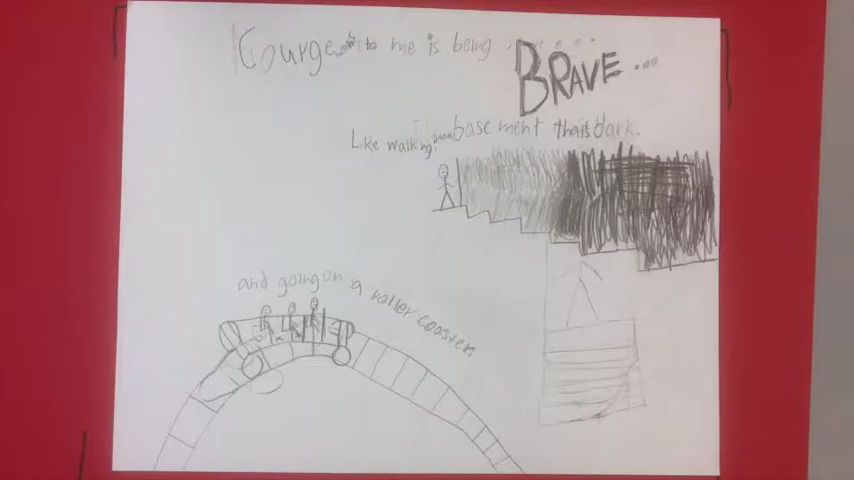 Courge to me is being
BRAVE...
Like walking basement thats dark.
and going on a roller coaster